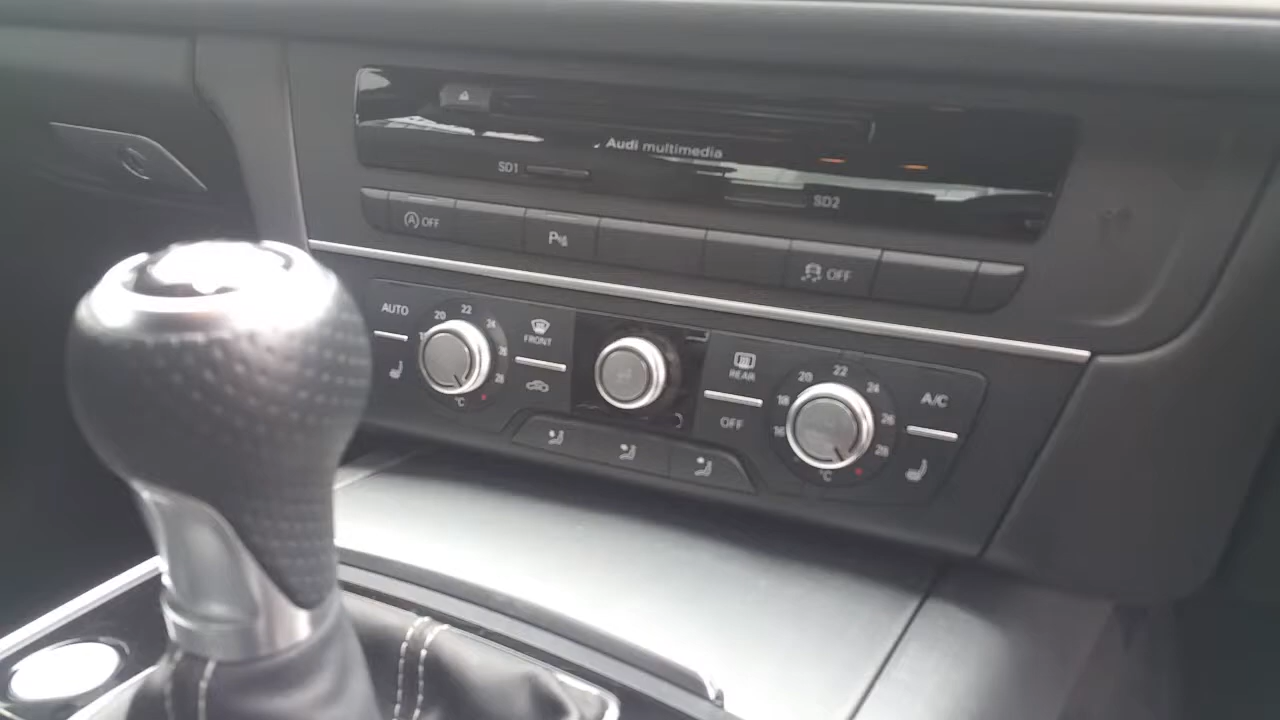 Audi multimedia
SD1
SD2
A OFF
P
OFF
AUTO
20 22 24 26 28
°C
FRONT
REAR
OFF
16 18 20 22 24 26 28
°C
A/C